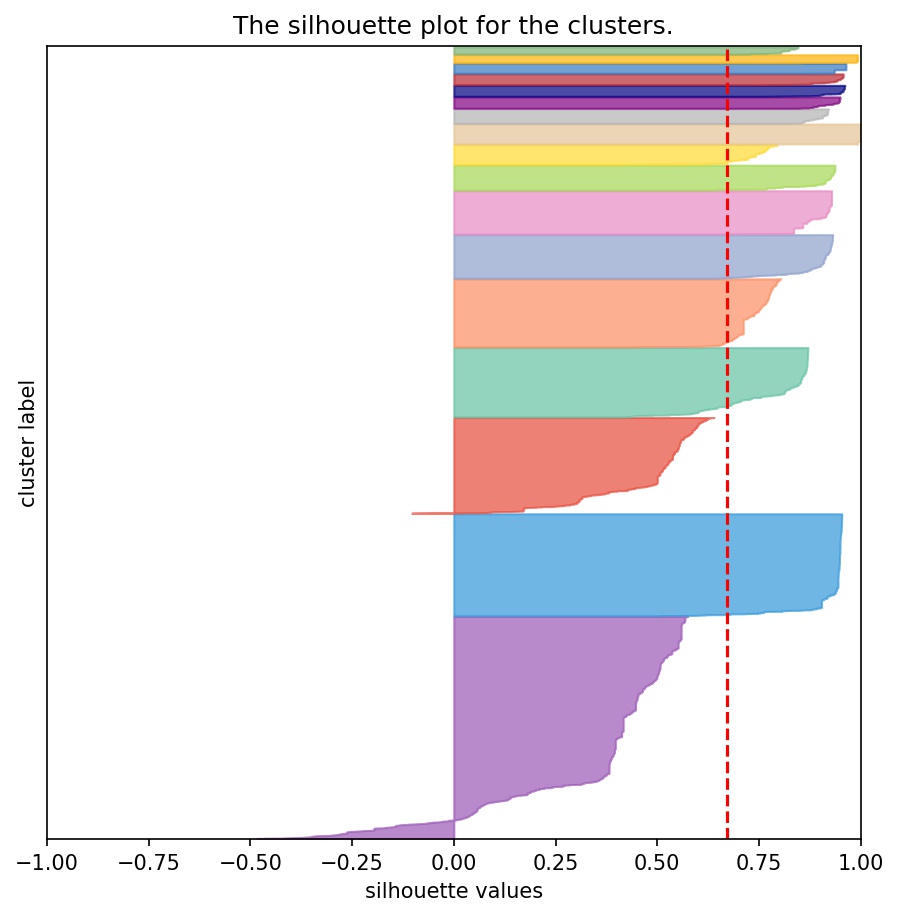 The silhouette plot for the clusters.
cluster label
−1.00 −0.75 −0.50 −0.25 0.00 0.25 0.50 0.75 1.00
silhouette values